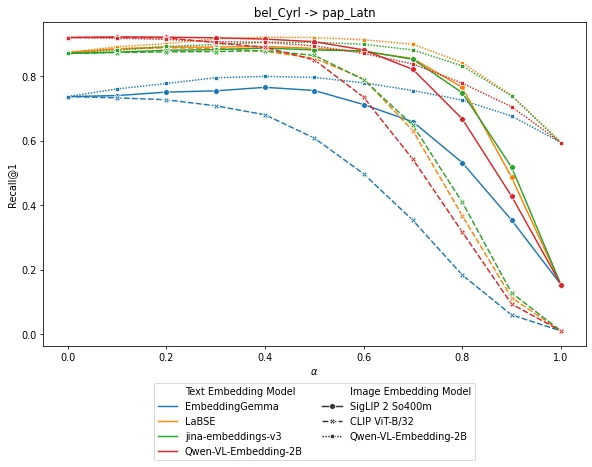 bel_Cyrl -> pap_Latn
Recall@1
0.8
0.6
0.4
0.2
0.0
0.0 0.2 0.4 0.6 0.8 1.0
α
Text Embedding Model
EmbeddingGemma
LaBSE
jina-embeddings-v3
Qwen-VL-Embedding-2B
Image Embedding Model
SigLIP 2 So400m
CLIP ViT-B/32
Qwen-VL-Embedding-2B